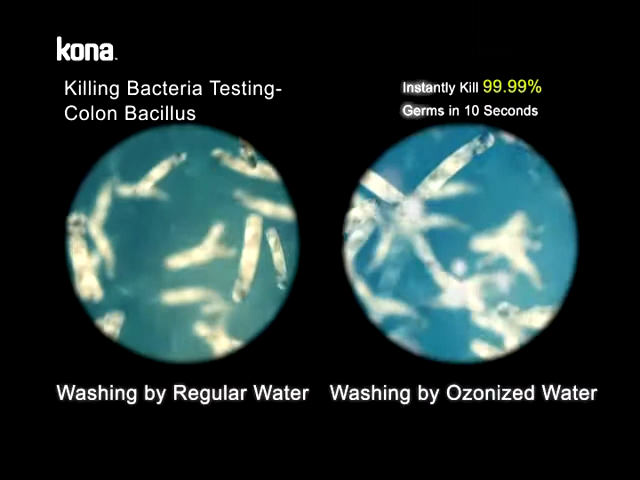 kona
Killing Bacteria Testing-
Colon Bacillus
Instantly Kill 99.99%
Germs in 10 Seconds
Washing by Regular Water
Washing by Ozonized Water